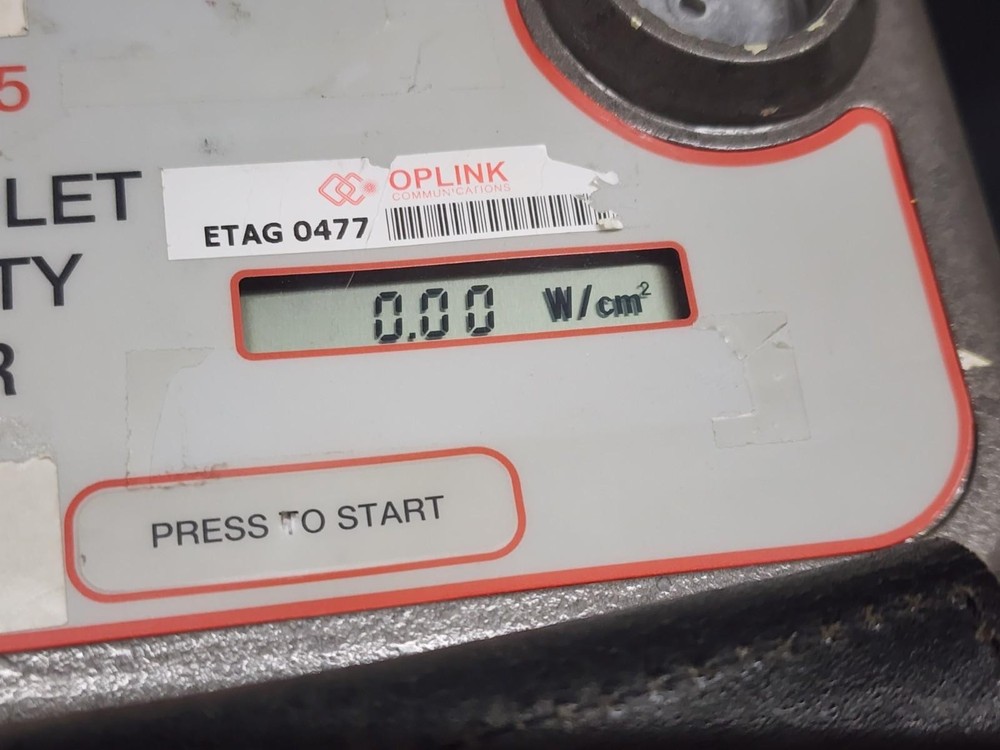 5
LET
TY
R
OPLINK
COMMUNICATIONS
ETAG 0477
0.00 W/cm²
PRESS TO START